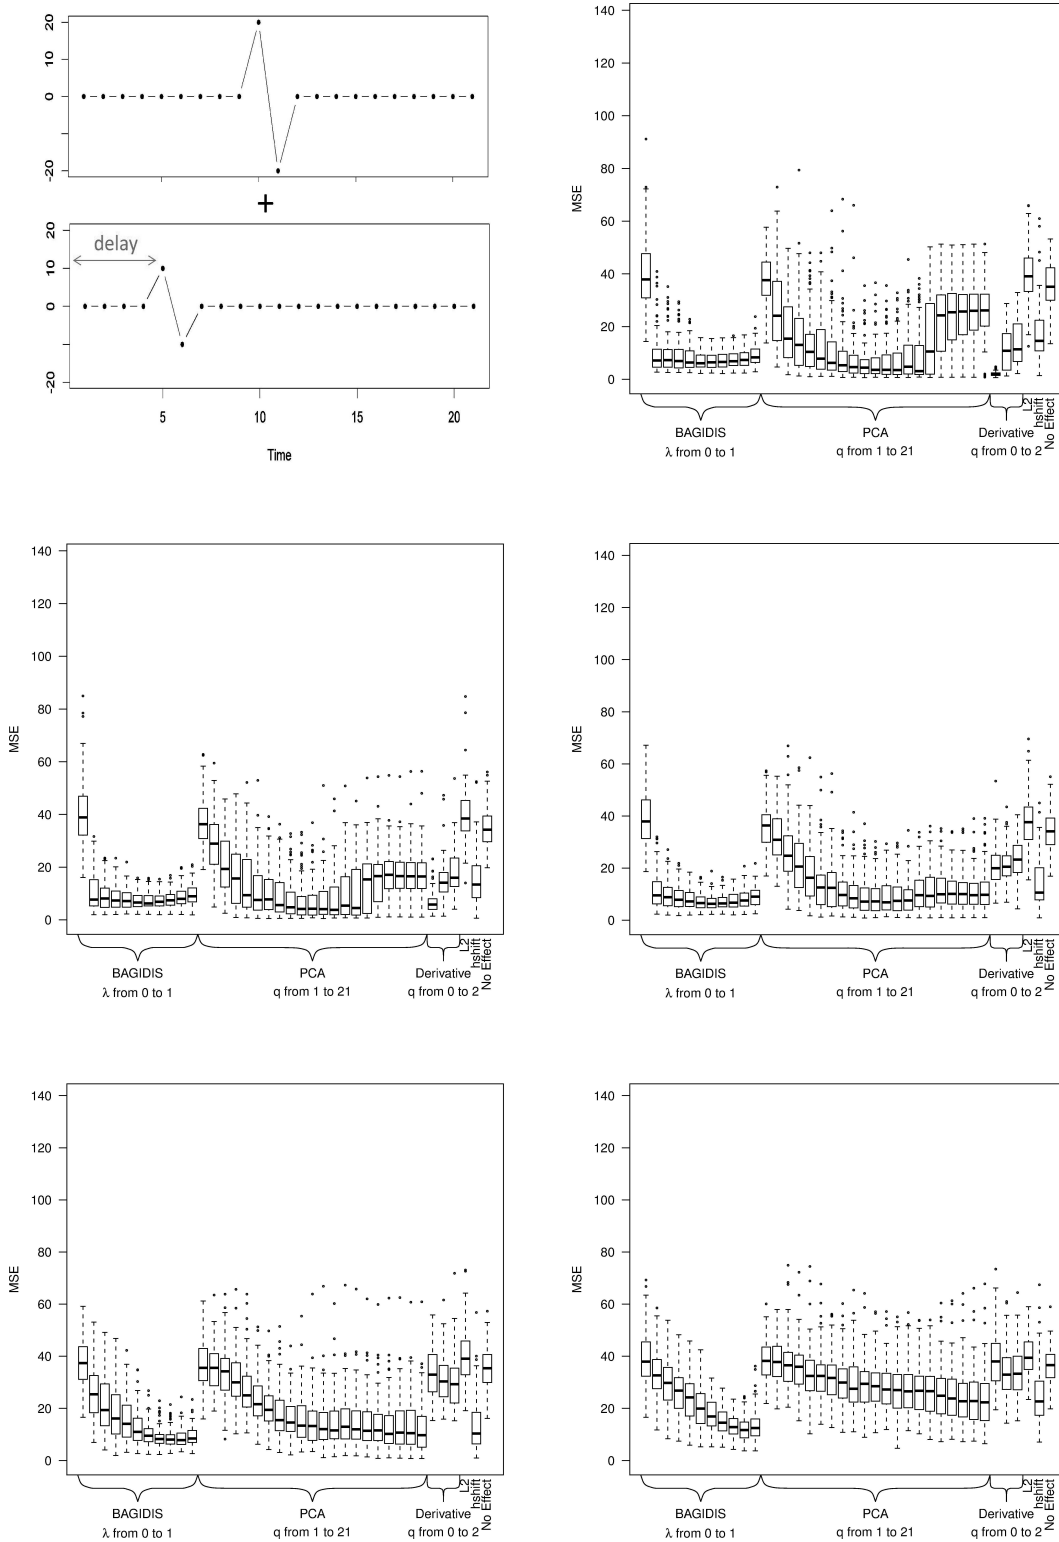 20
10
0
-20
+
20
10
0
-20
delay
5
10
15
20
Time
140
120
100
80
60
40
20
0
MSE
BAGIDIS
λ from 0 to 1
PCA
q from 1 to 21
Derivative
q from 0 to 2
L2
hshift
No Effect
140
120
100
80
60
40
20
0
MSE
BAGIDIS
λ from 0 to 1
PCA
q from 1 to 21
Derivative
q from 0 to 2
L2
hshift
No Effect
140
120
100
80
60
40
20
0
MSE
BAGIDIS
λ from 0 to 1
PCA
q from 1 to 21
Derivative
q from 0 to 2
L2
hshift
No Effect
140
120
100
80
60
40
20
0
MSE
BAGIDIS
λ from 0 to 1
PCA
q from 1 to 21
Derivative
q from 0 to 2
L2
hshift
No Effect
140
120
100
80
60
40
20
0
MSE
BAGIDIS
λ from 0 to 1
PCA
q from 1 to 21
Derivative
q from 0 to 2
L2
hshift
No Effect